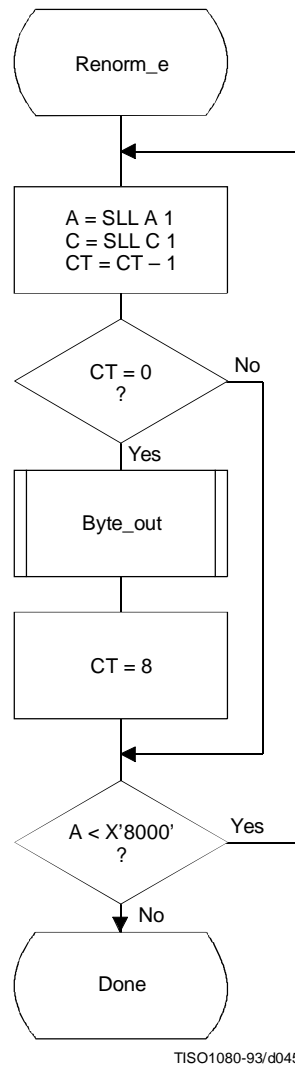 Renorm_e
A = SLL A 1
C = SLL C 1
CT = CT – 1
CT = 0
?
No
Yes
Byte_out
CT = 8
A < X'8000'
?
Yes
No
Done
TISO1080-93/d045